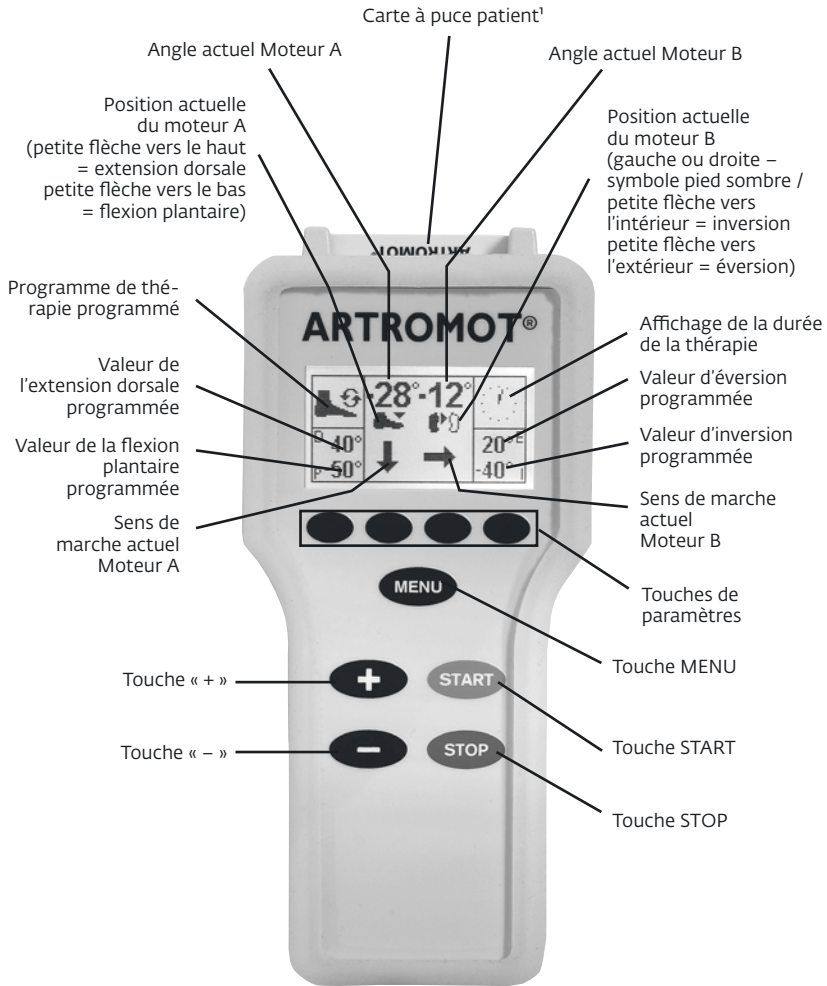 Carte à puce patient¹
Angle actuel Moteur A
Angle actuel Moteur B
Position actuelle
du moteur A
(petite flèche vers le haut
= extension dorsale
petite flèche vers le bas
= flexion plantaire)
Position actuelle
du moteur B
(gauche ou droite –
symbole pied sombre /
petite flèche vers
l'intérieur = inversion
petite flèche vers
l'extérieur = éversion)
Programme de thé-
rapie programmé
Valeur de
l'extension dorsale
programmée
Valeur de la flexion
plantaire
programmée
Sens de
marche actuel
Moteur A
Affichage de la durée
de la thérapie
Valeur d'éversion
programmée
Valeur d'inversion
programmée
Sens de marche
actuel
Moteur B
Touches de
paramètres
Touche MENU
Touche « + »
Touche START
Touche « – »
Touche STOP
ARTROMOT
ARTROMOT®
-28° -12°
D 40°
P 50°
20° E
-40° I
MENU
+
START
–
STOP